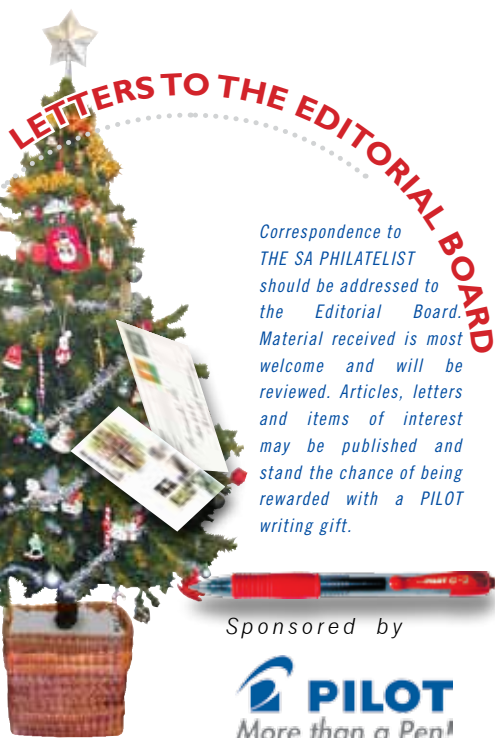 LETTERS TO THE EDITORIAL BOARD
Correspondence to
THE SA PHILATELIST
should be addressed to
the Editorial Board.
Material received is most
welcome and will be
reviewed. Articles, letters
and items of interest
may be published and
stand the chance of being
rewarded with a PILOT
writing gift.
PILOT G-2
Sponsored by
PILOT
More than a Pen!